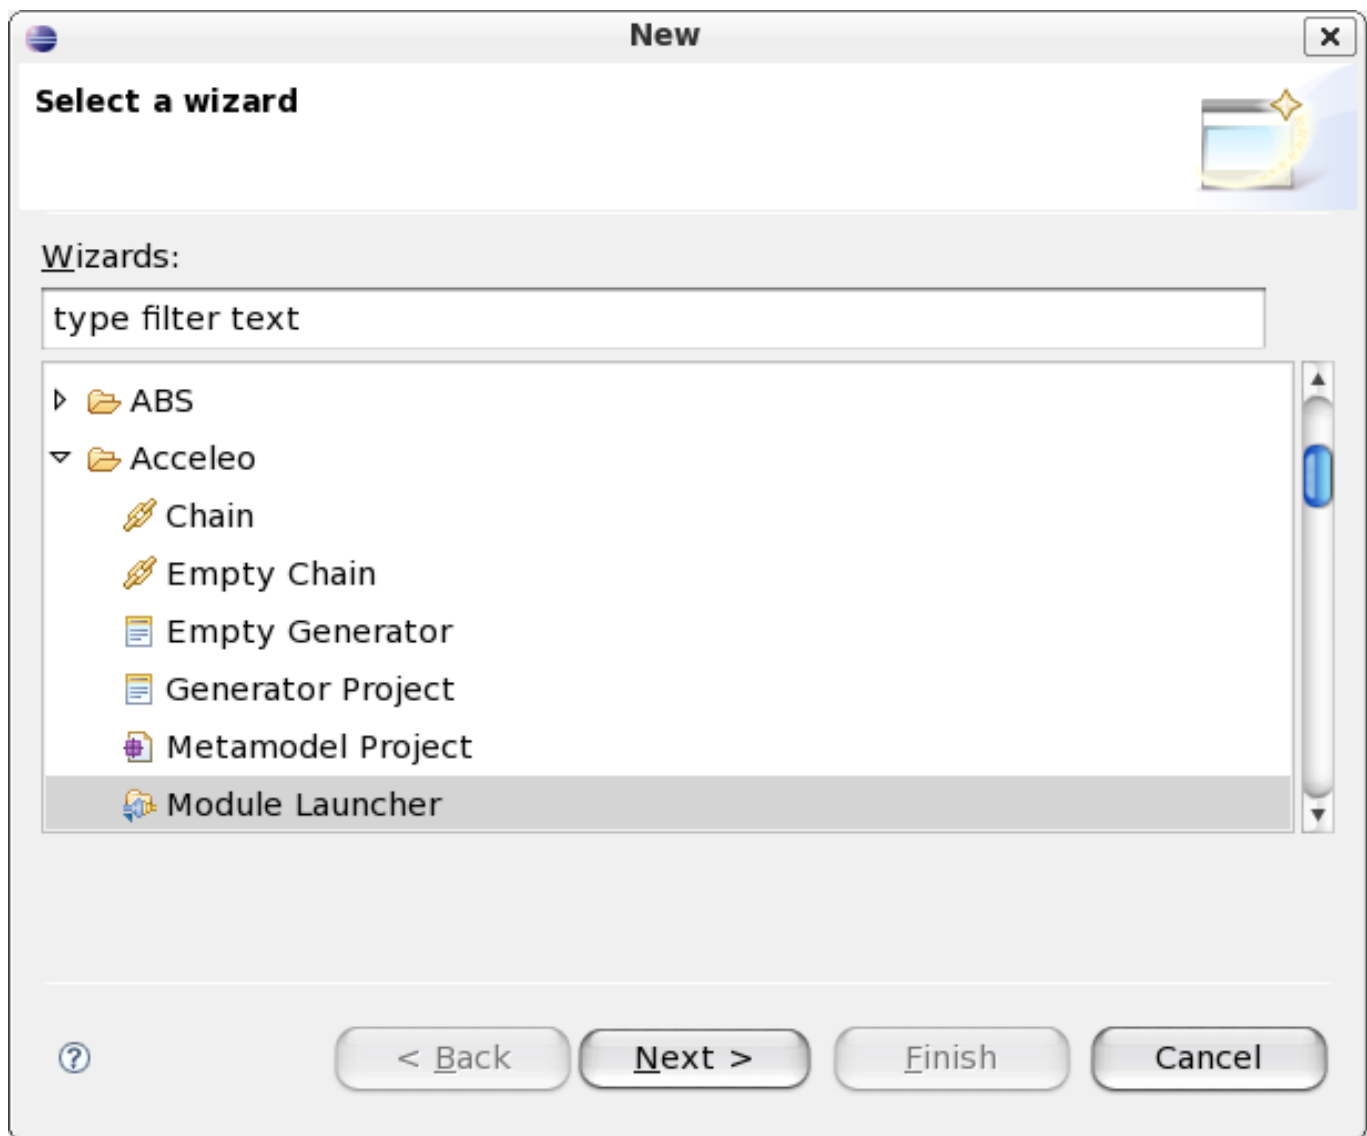 New
Select a wizard
Wizards:
type filter text
ABS
Acceleo
Chain
Empty Chain
Empty Generator
Generator Project
Metamodel Project
Module Launcher
? < Back Next > Finish Cancel